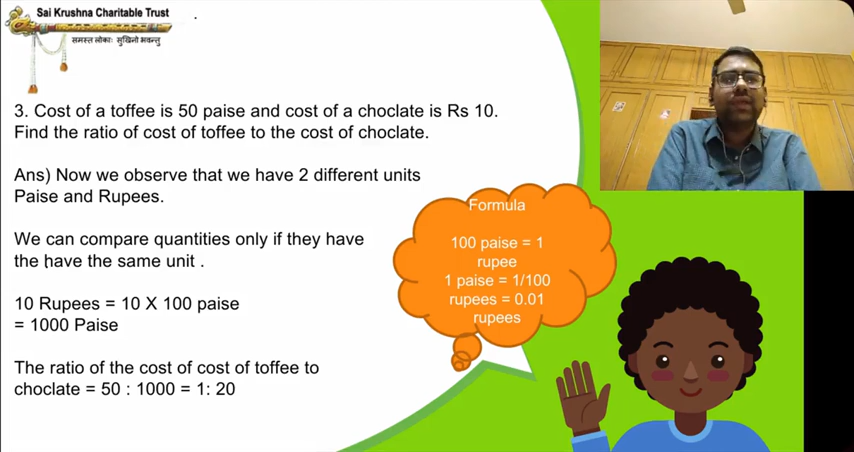 Sai Krushna Charitable Trust
समस्त लोकाः सुखिनो भवन्तु
3. Cost of a toffee is 50 paise and cost of a choclate is Rs 10.
Find the ratio of cost of toffee to the cost of choclate.
Ans) Now we observe that we have 2 different units
Paise and Rupees.
We can compare quantities only if they have
the have the same unit .
10 Rupees = 10 X 100 paise
= 1000 Paise
The ratio of the cost of cost of toffee to
choclate = 50 : 1000 = 1: 20
Formula
100 paise = 1
rupee
1 paise = 1/100
rupees = 0.01
rupees